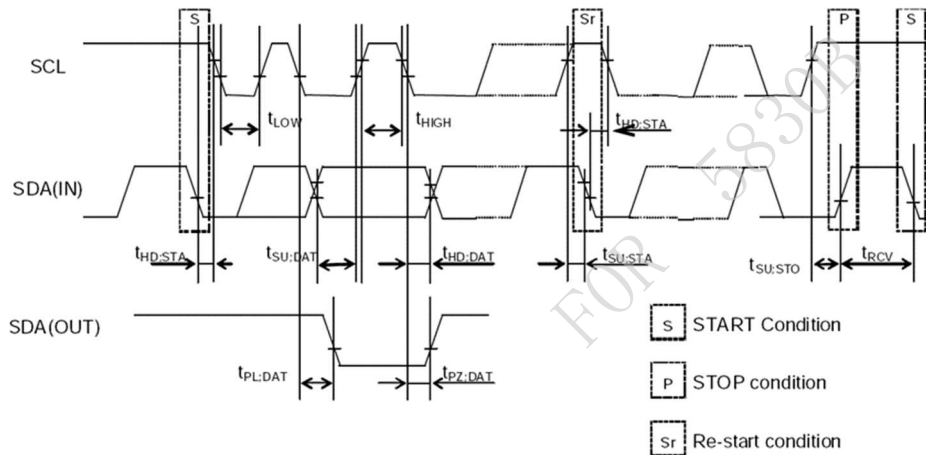 S Sr P S
SCL
tLOW tHIGH tHD:STA
SDA(IN)
tHD:STA tSU:DAT tHD:DAT tSU:STA tSU:STO tRCV
SDA(OUT)
tPL:DAT tPZ:DAT
S START Condition
P STOP condition
Sr Re-start condition
FOR 5830B